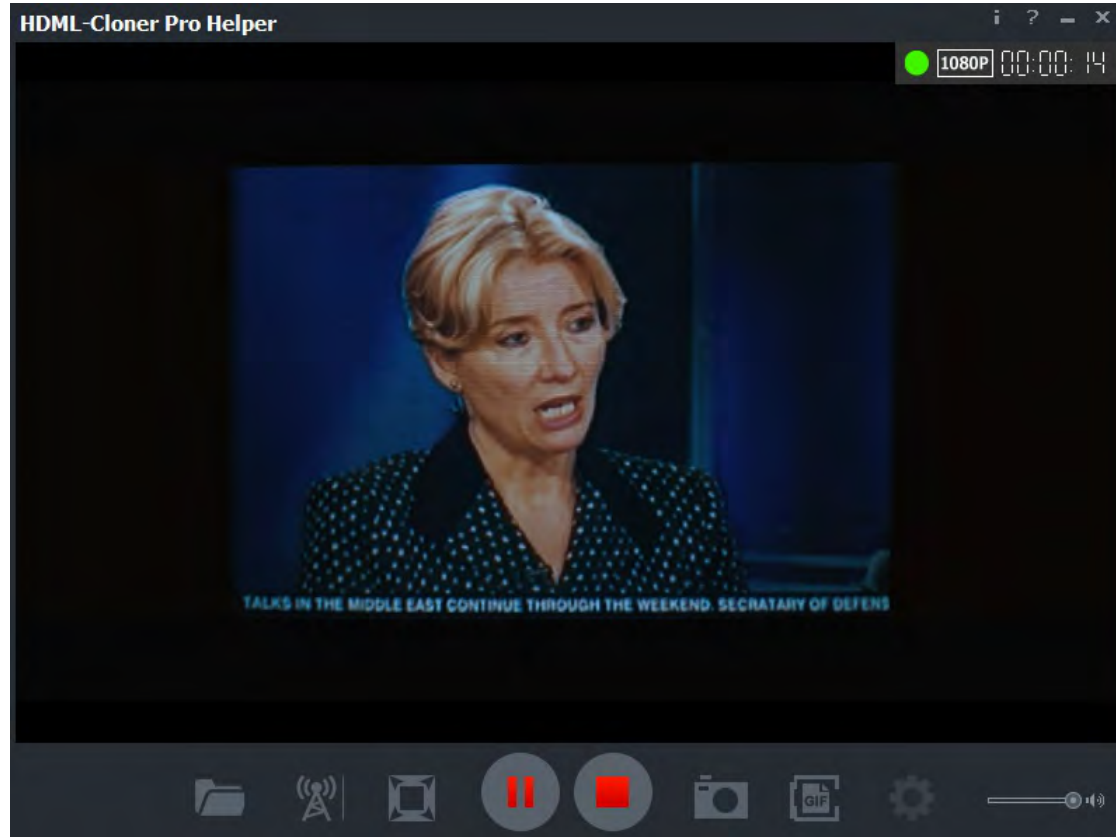 HDML-Cloner Pro Helper
1080P 00:00:14
TALKS IN THE MIDDLE EAST CONTINUE THROUGH THE WEEKEND. SECRATARY OF DEFENS
GIF